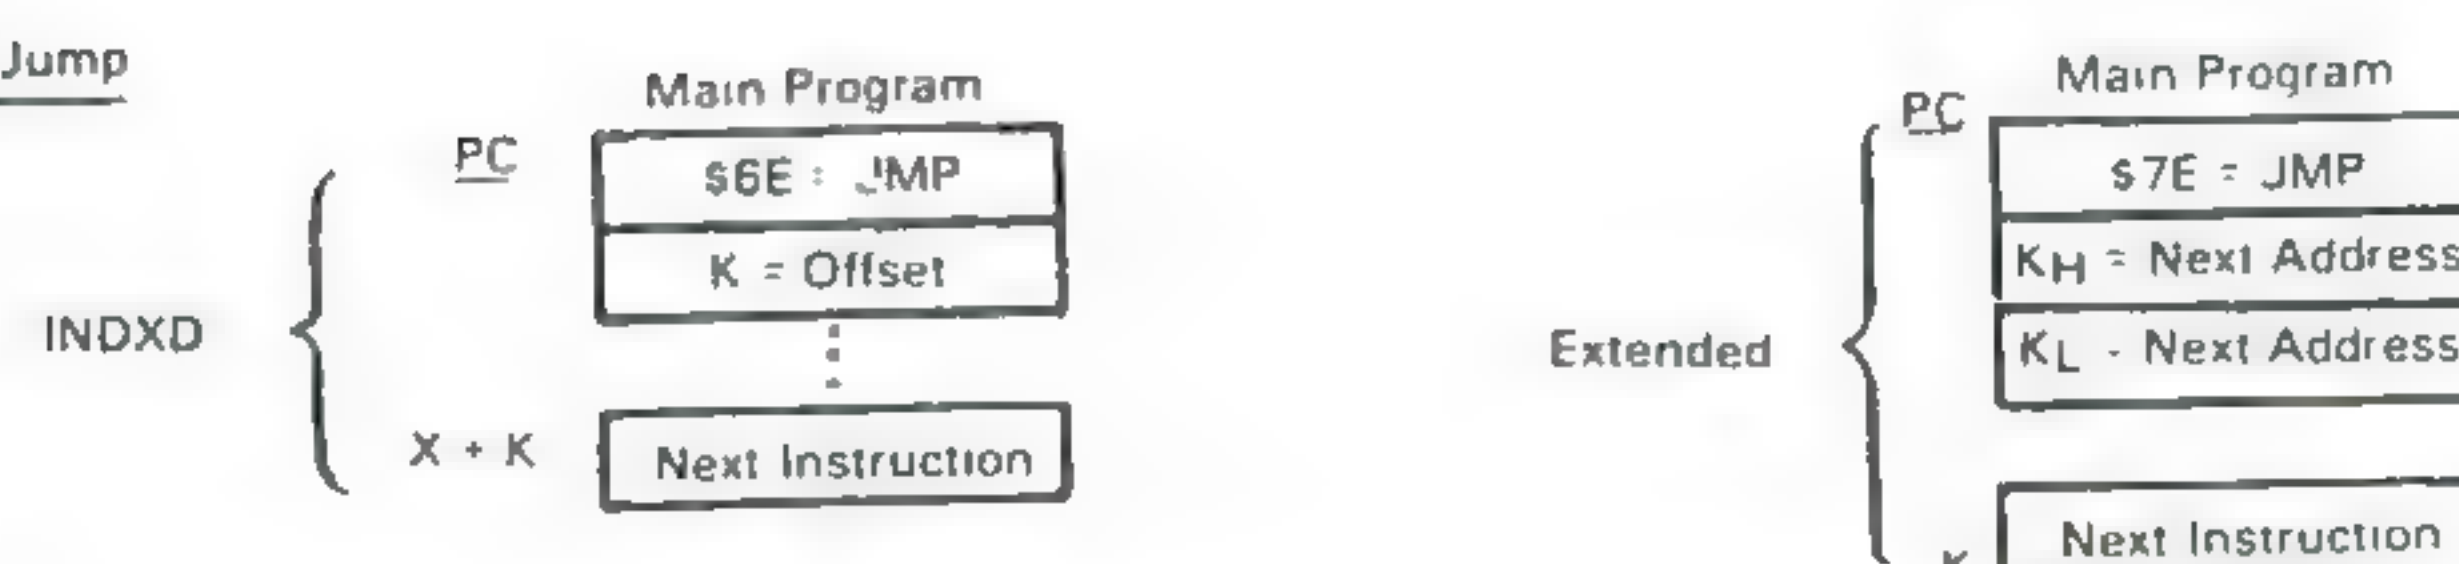 Jump
Main Program
PC
$6E = JMP
K = Offset
INDXD
X + K
Next Instruction
Main Program
PC
$7E = JMP
KH = Next Address
KL = Next Address
Extended
K
Next Instruction